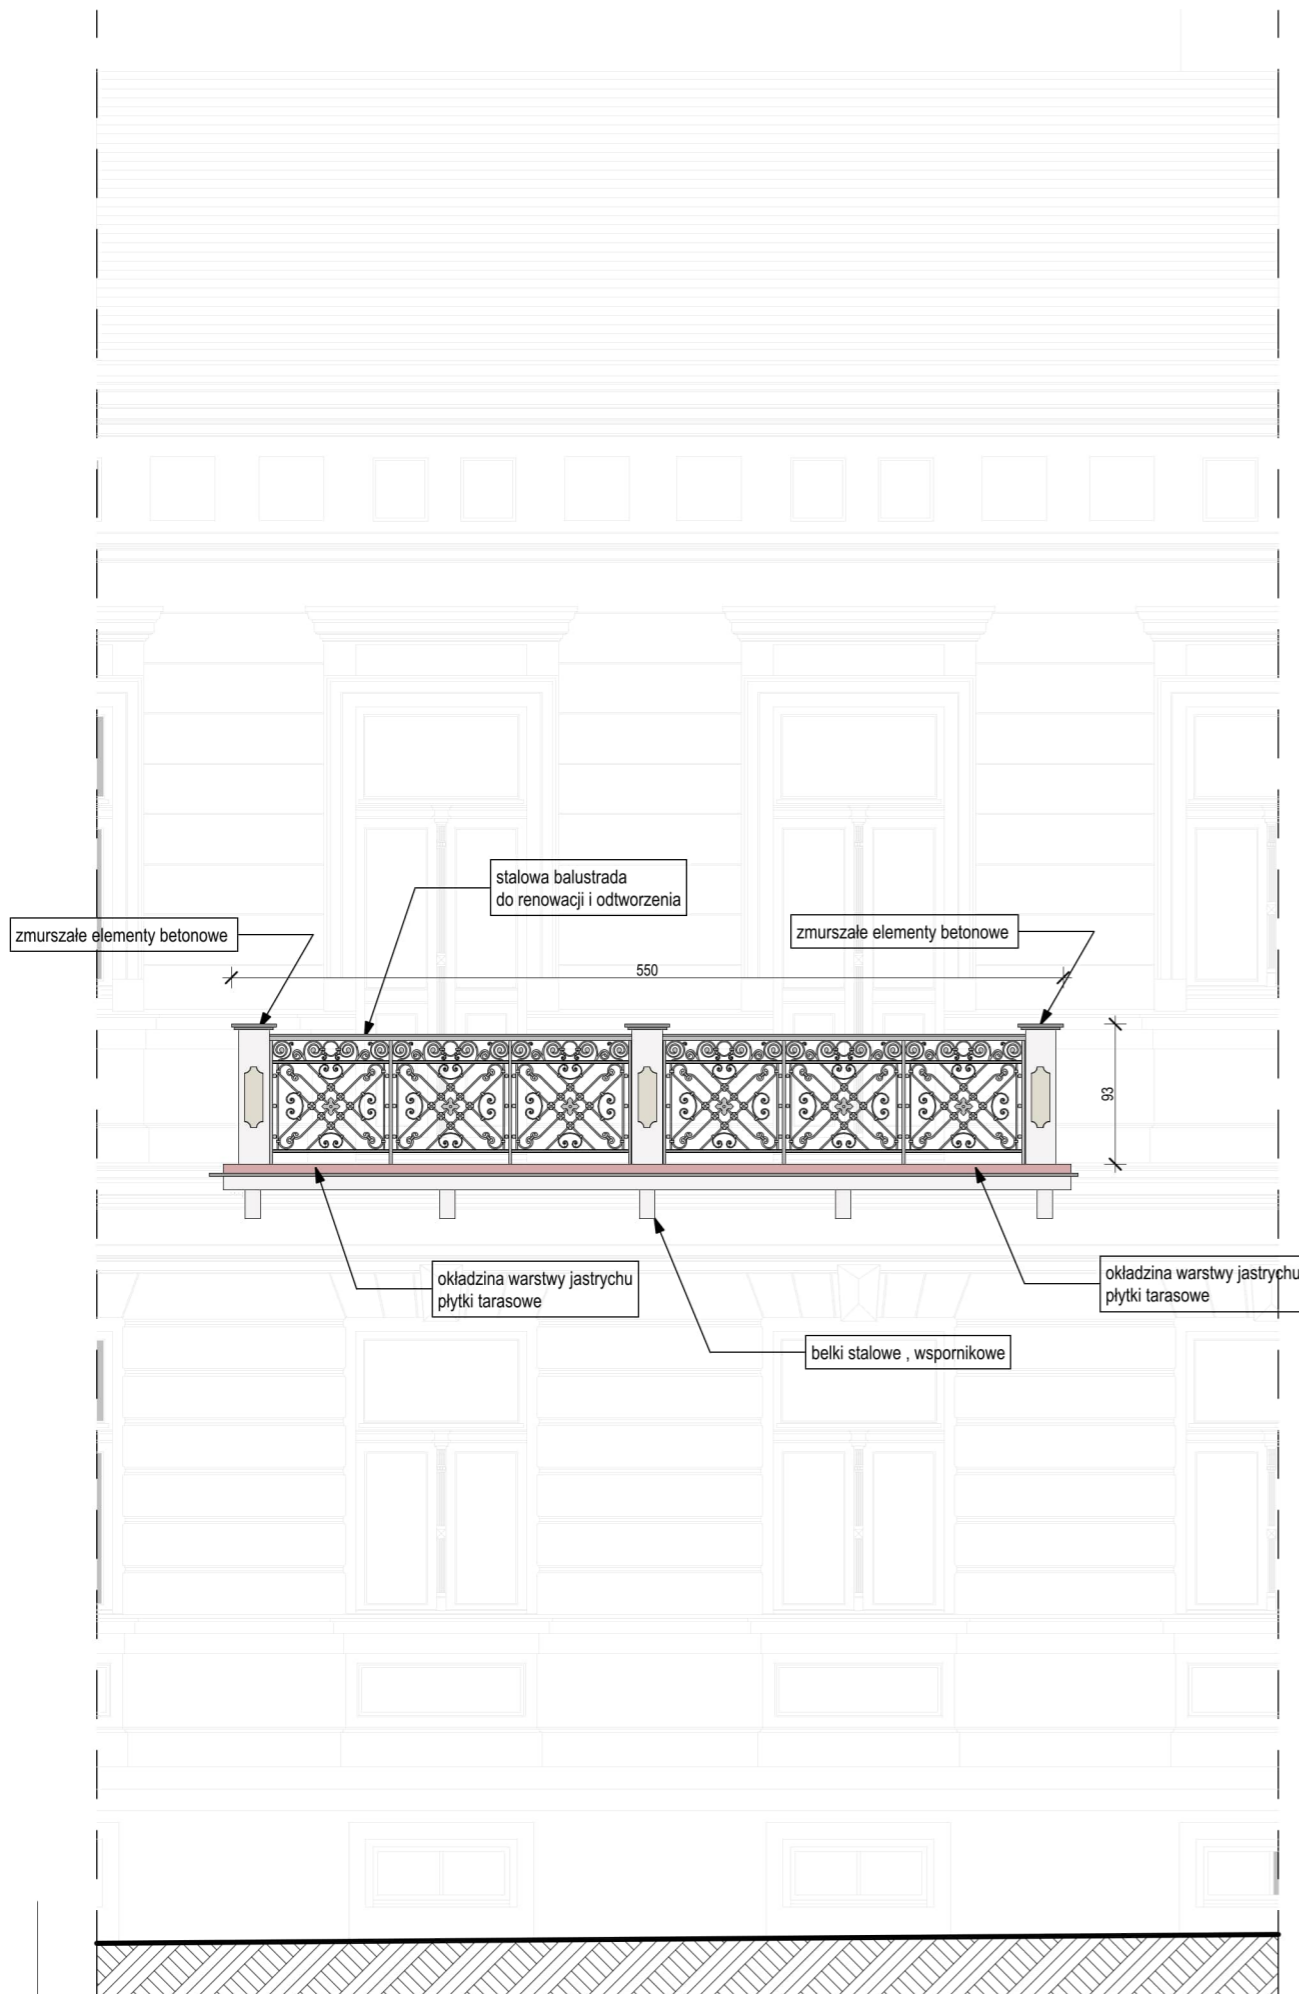 stalowa balustrada
do renowacji i odtworzenia
zmurszałe elementy betonowe
zmurszałe elementy betonowe
550
93
okładzina warstwy jastrychu
płytki tarasowe
okładzina warstwy jastrychu
płytki tarasowe
belki stalowe , wspornikowe